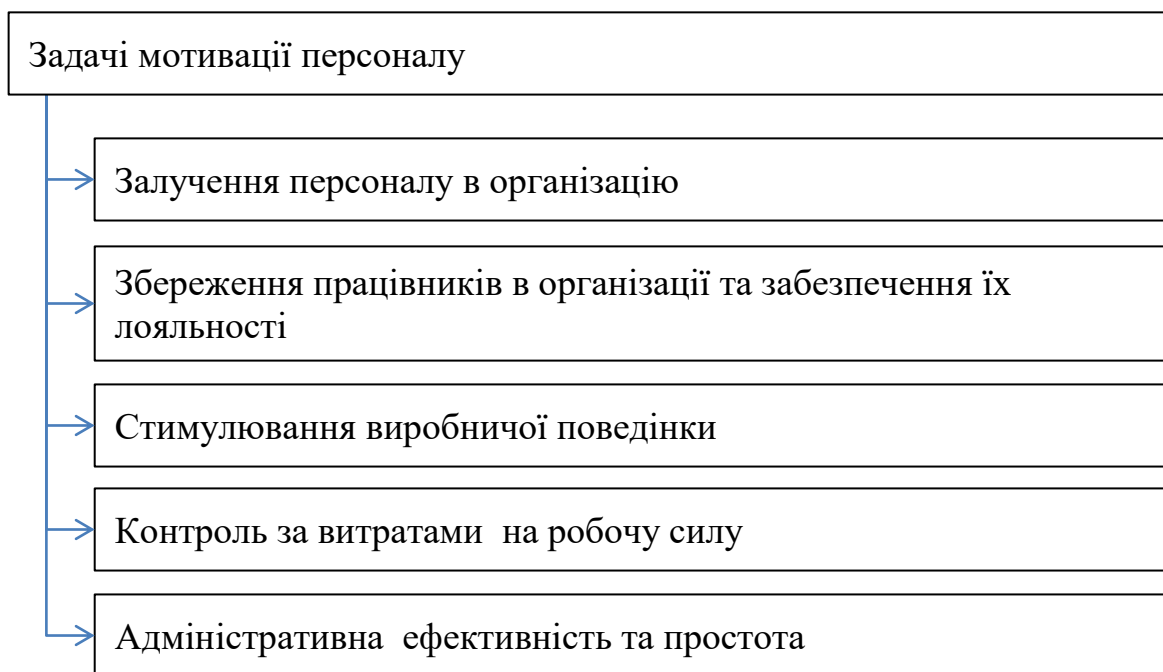 Задачі мотивації персоналу
Залучення персоналу в організацію
Збереження працівників в організації та забезпечення їх
лояльності
Стимулювання виробничої поведінки
Контроль за витратами  на робочу силу
Адміністративна  ефективність та простота